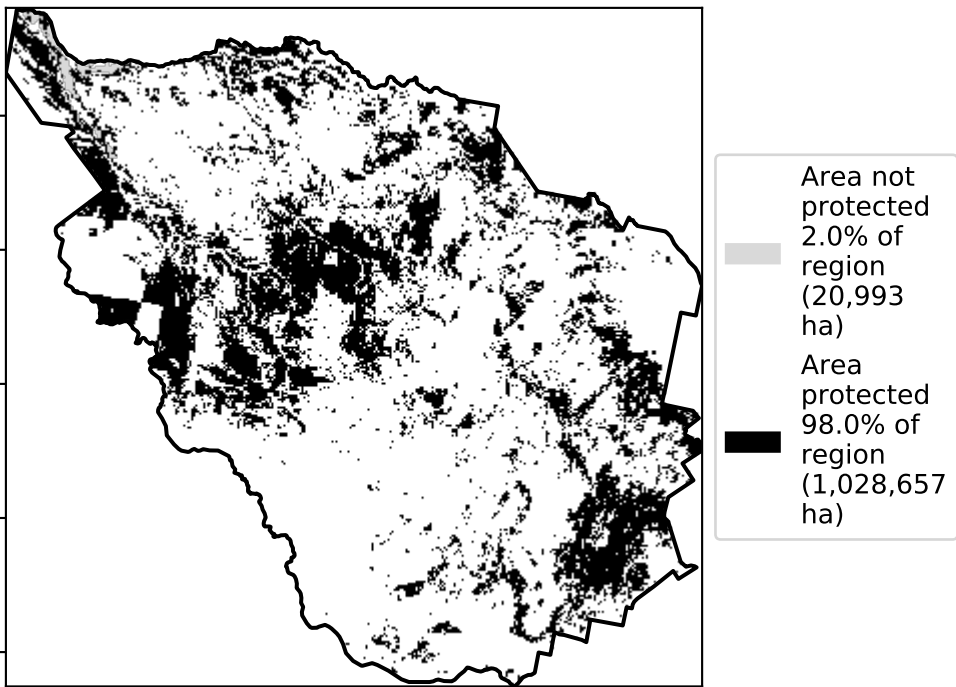 Area not
protected
2.0% of
region
(20,993
ha)
Area
protected
98.0% of
region
(1,028,657
ha)